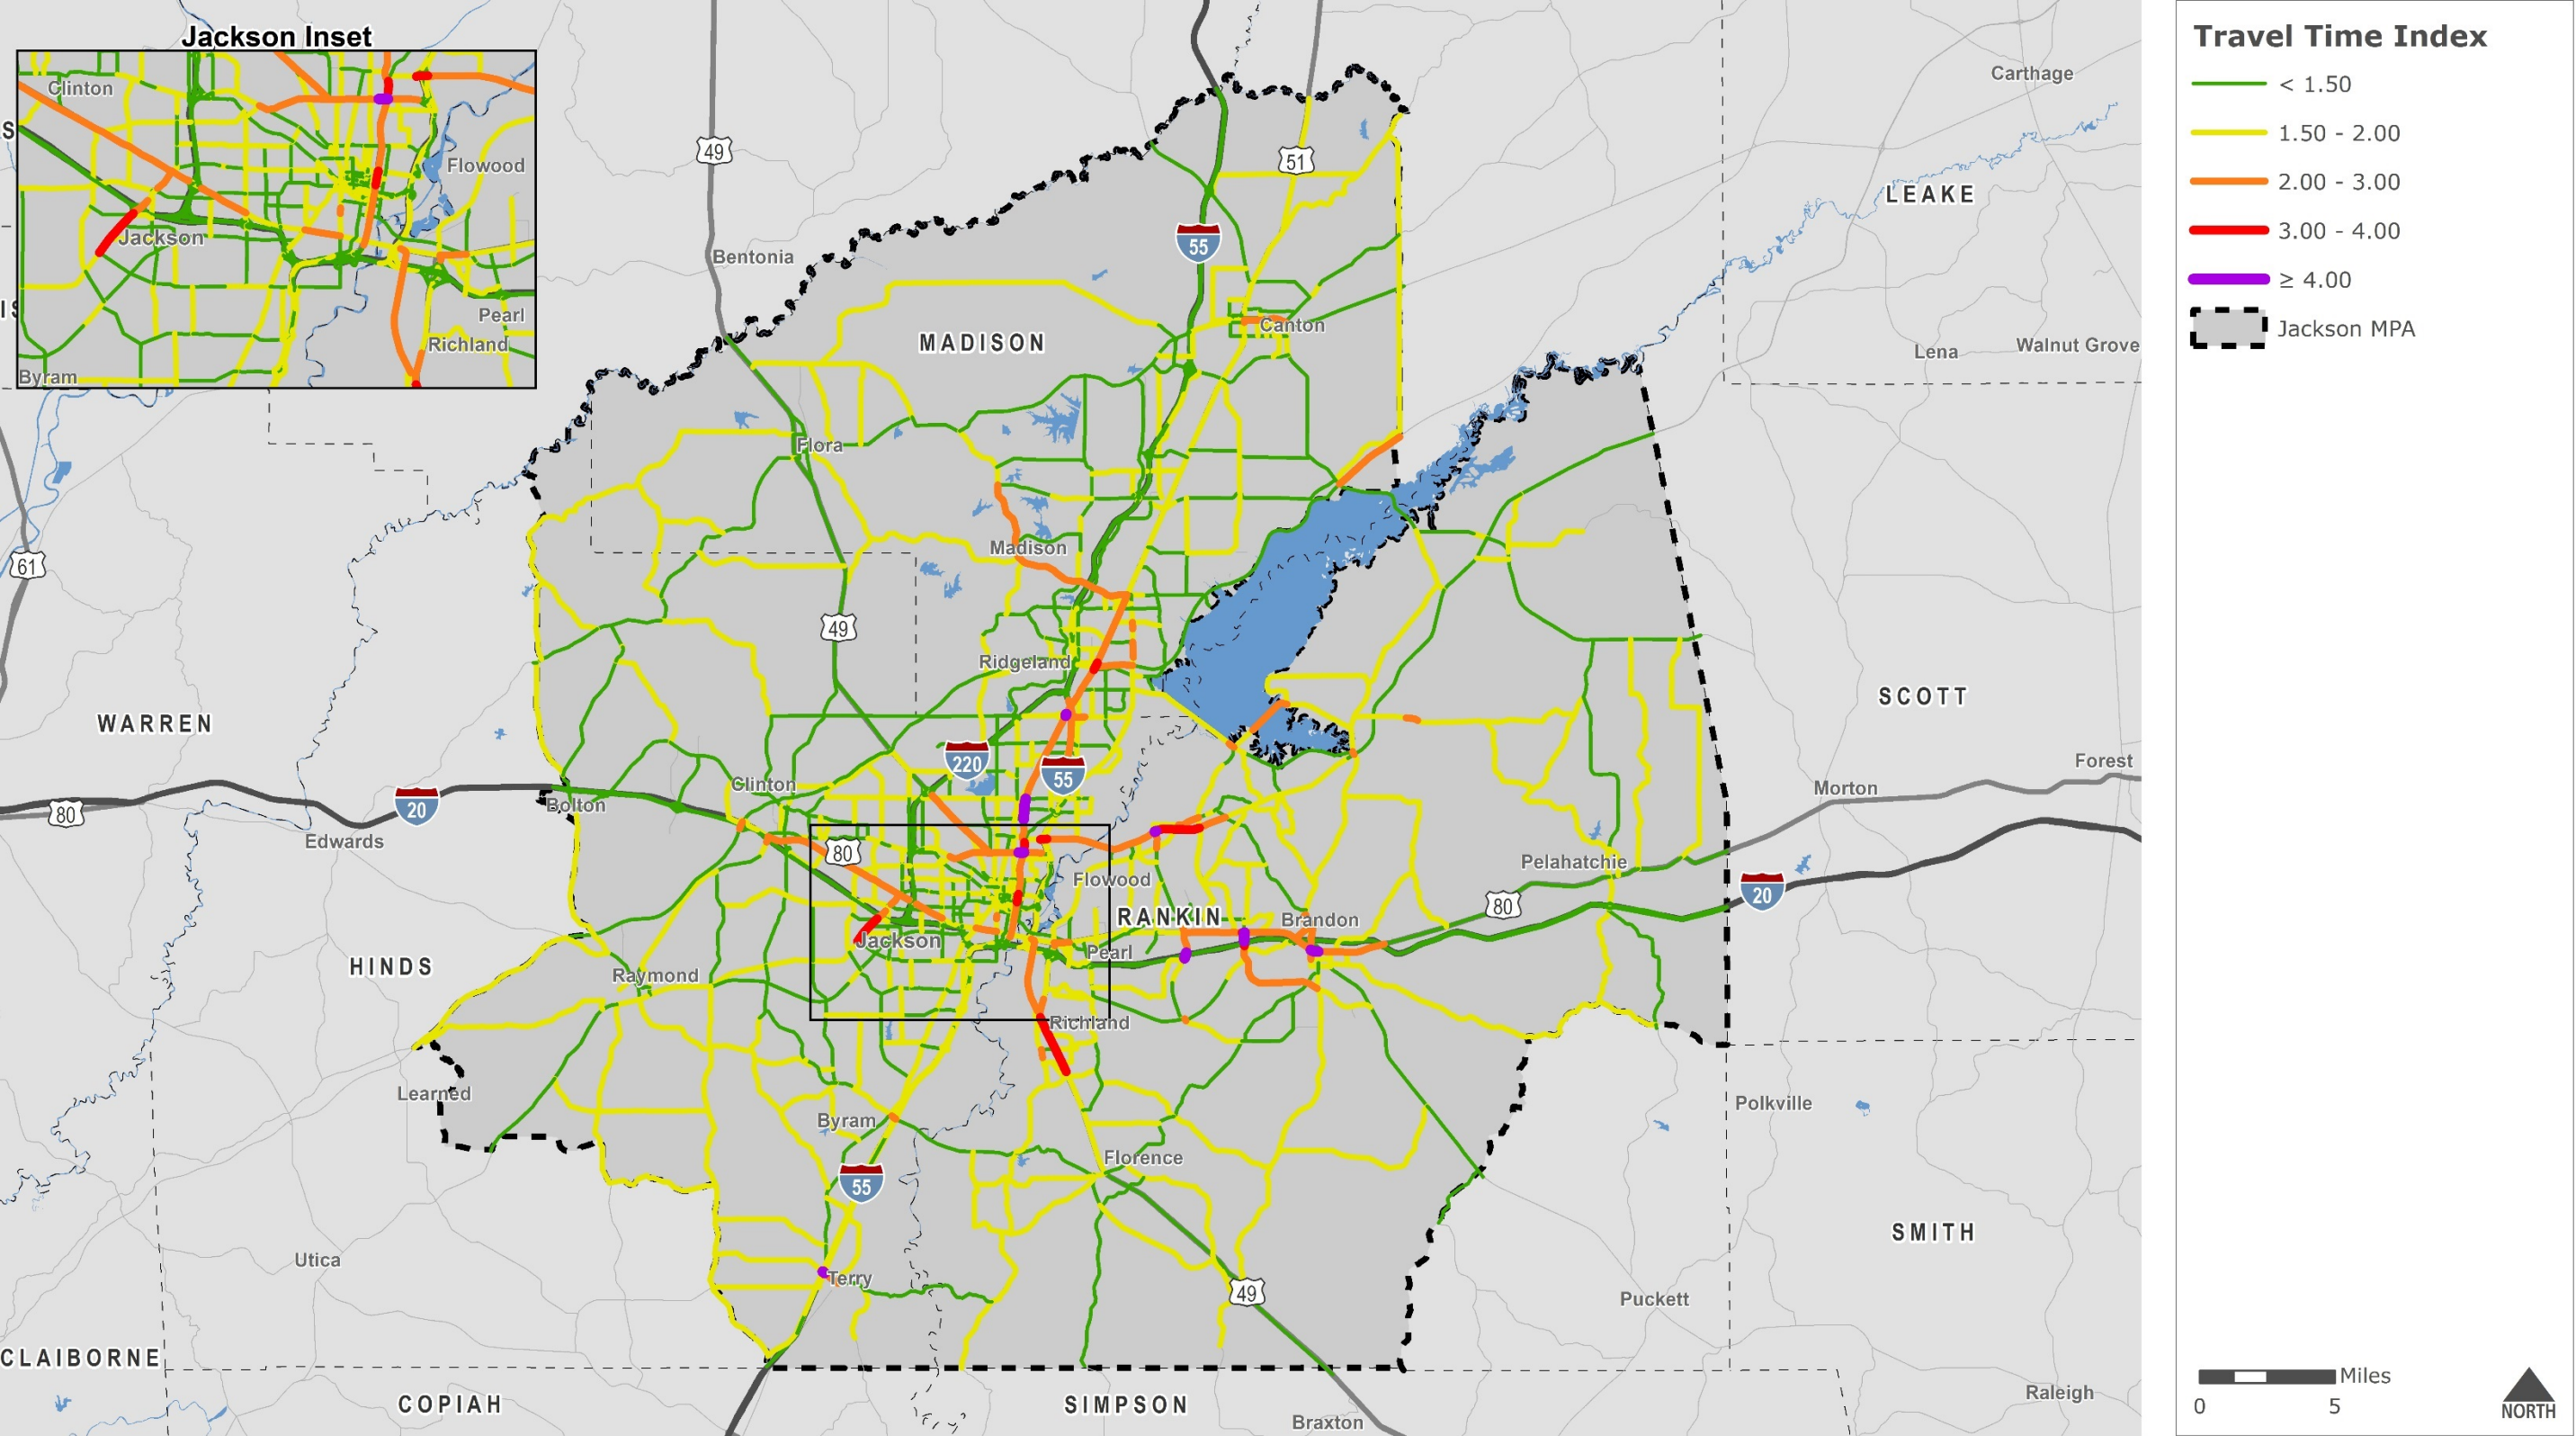 Jackson Inset
Clinton
Flowood
Jackson
Pearl
Richland
Byram
Travel Time Index
< 1.50
1.50 - 2.00
2.00 - 3.00
3.00 - 4.00
≥ 4.00
Jackson MPA
Carthage
49
51
LEAKE
55
Bentonia
Canton
MADISON
Lena
Walnut Grove
Flora
Madison
61
49
Ridgeland
SCOTT
WARREN
220
55
Forest
Clinton
Morton
20
Bolton
80
Edwards
80
Pelahatchie
Flowood
20
80
RANKIN
Brandon
Jackson
Pearl
HINDS
Raymond
Richland
Learned
Polkville
Byram
Florence
55
SMITH
Utica
Terry
49
Puckett
CLAIBORNE
COPIAH
SIMPSON
Raleigh
Braxton
Miles
0 5
NORTH